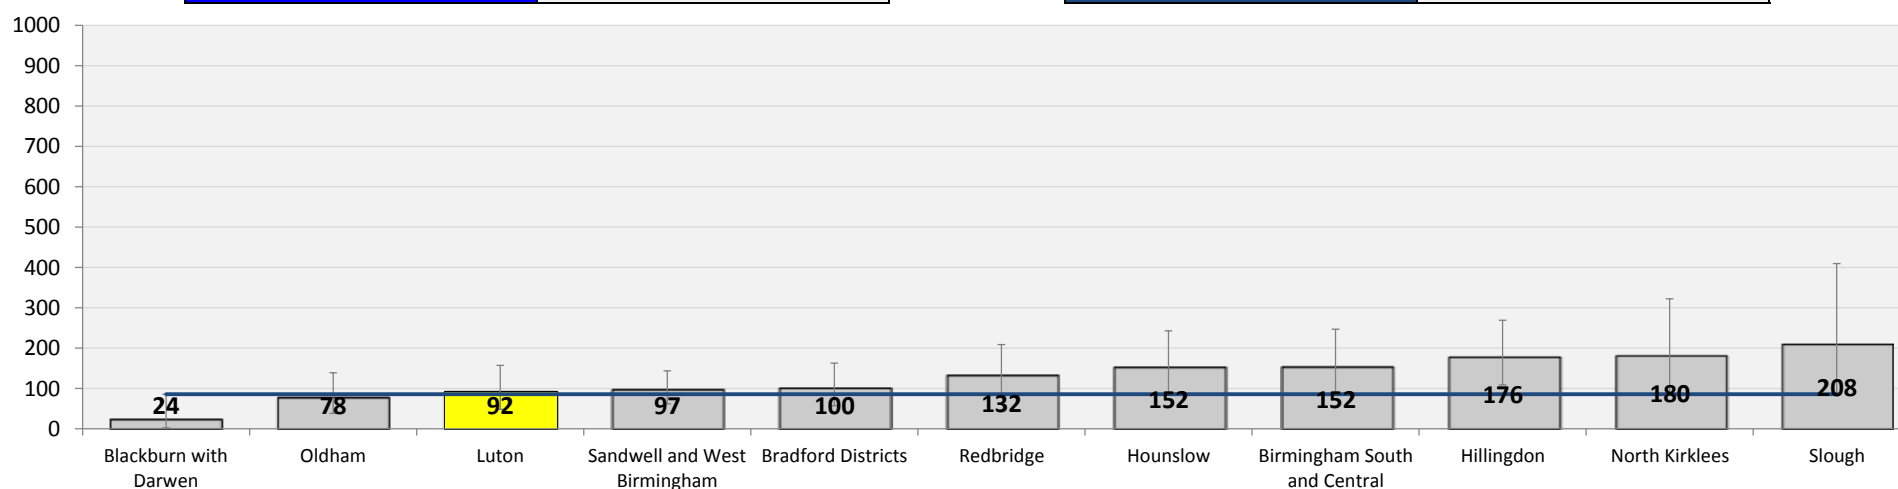 1000
900
800
700
600
500
400
300
200
100
0
24
78
92
97
100
132
152
152
176
180
208
Blackburn with
Darwen
Oldham
Luton
Sandwell and West
Birmingham
Bradford Districts
Redbridge
Hounslow
Birmingham South
and Central
Hillingdon
North Kirklees
Slough